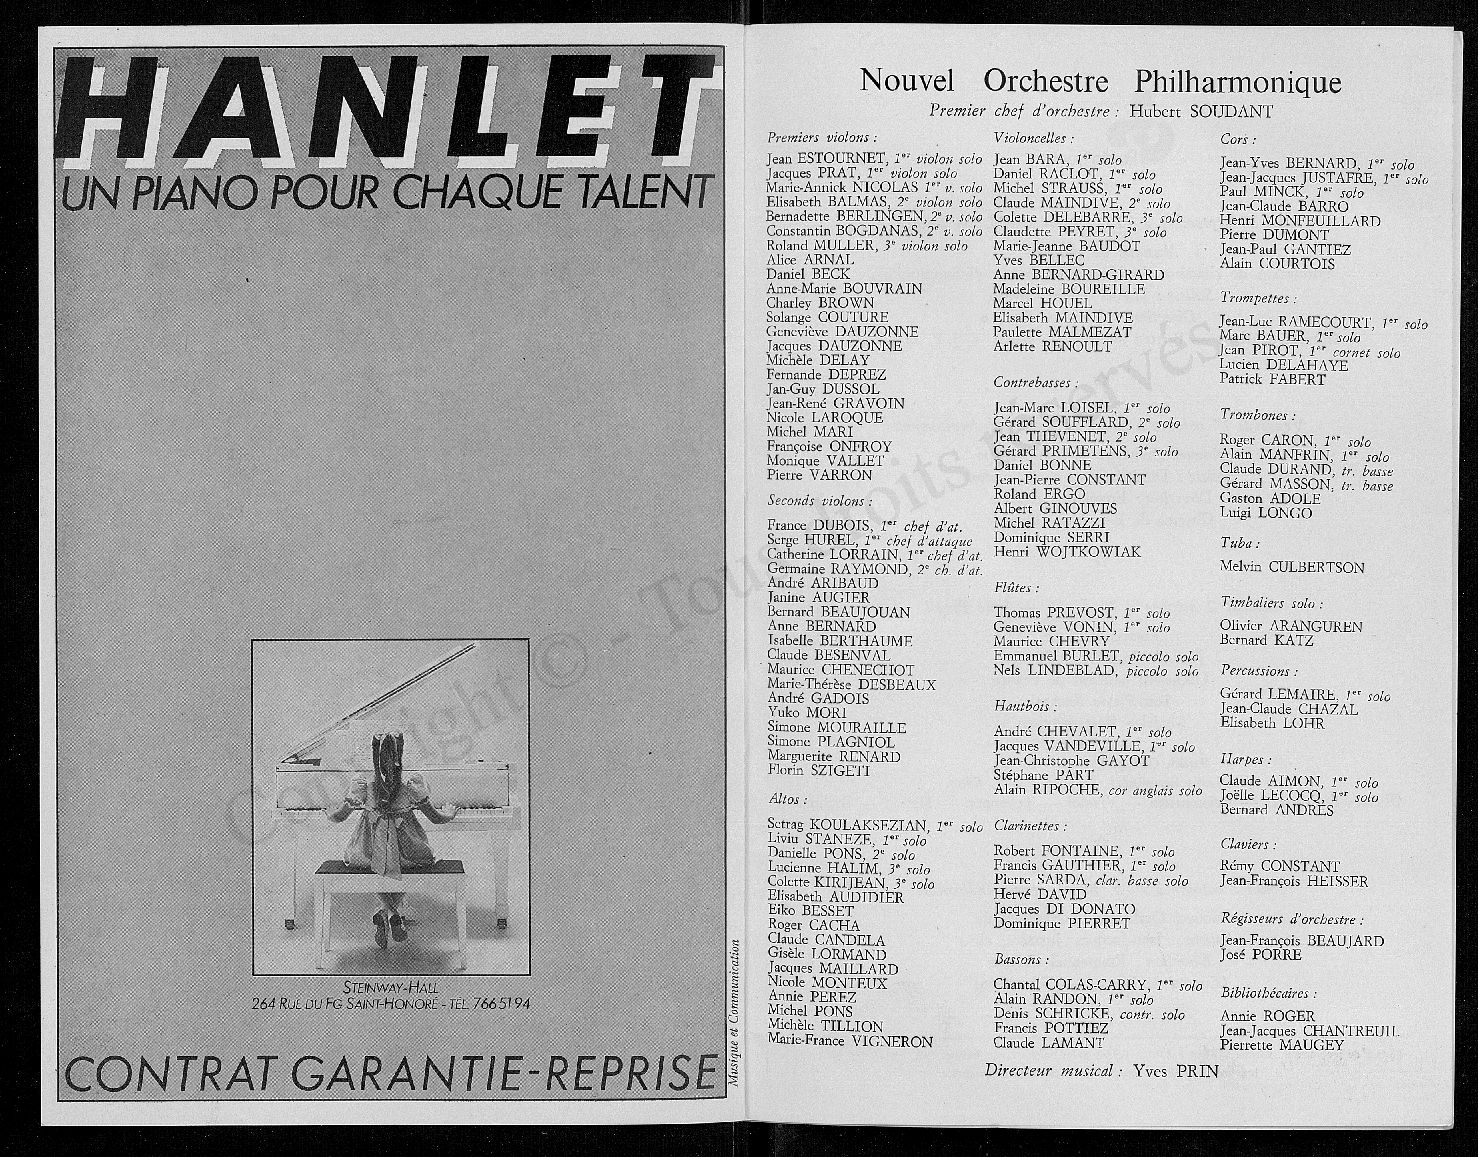 HANLET
UN PIANO POUR CHAQUE TALENT
STEINWAY-HALL
264 RUE DU FG SAINT-HONORÉ - TEL. 766 51 94
CONTRAT GARANTIE-REPRISE
Musique et Communication
Nouvel Orchestre Philharmonique
Premier chef d'orchestre : Hubert SOUDANT
Premiers violons :
Jean ESTOURNET, 1er violon solo
Jacques PRAT, 1er violon solo
Marie-Annick NICOLAS 1er v. solo
Elisabeth BALMAS, 2e violon solo
Bernadette BERLINGEN, 2e v. solo
Constantin BOGDANAS, 2e v. solo
Roland MULLER, 3e violon solo
Alice ARNAL
Daniel BECK
Anne-Marie BOUVRAIN
Charley BROWN
Solange COUTURE
Geneviève DAUZONNE
Jacques DAUZONNE
Michèle DELAY
Fernande DEPREZ
Jan-Guy DUSSOL
Jean-René GRAVOIN
Nicole LAROQUE
Michel MARI
Françoise ONFROY
Monique VALLET
Pierre VARRON
Seconds violons :
France DUBOIS, 1er chef d'at.
Serge HUREL, 1er chef d'attaque
Catherine LORRAIN, 1er chef d'at.
Germaine RAYMOND, 2e ch. d'at.
André ARIBAUD
Janine AUGIER
Bernard BEAUJOUAN
Anne BERNARD
Isabelle BERTHAUME
Claude BESENVAL
Maurice CHENECHOT
Marie-Thérèse DESBEAUX
André GADOIS
Yuko MORI
Simone MOURAILLE
Simone PLAGNIOL
Marguerite RENARD
Florin SZIGETI
Altos :
Setrag KOULAKSEZIAN, 1er solo
Liviu STANEZE, 1er solo
Danielle PONS, 2e solo
Lucienne HALIM, 3e solo
Colette KIRIJEAN, 3e solo
Elisabeth AUDIDIER
Eiko BESSET
Roger CACHA
Claude CANDELA
Gisèle LORMAND
Jacques MAILLARD
Nicole MONTEUX
Annie PEREZ
Michel PONS
Michèle TILLION
Marie-France VIGNERON
Violoncelles :
Jean BARA, 1er solo
Daniel RACLOT, 1er solo
Michel STRAUSS, 1er solo
Claude MAINDIVE, 2e solo
Colette DELEBARRE, 3e solo
Claudette PEYRET, 3e solo
Marie-Jeanne BAUDOT
Yves BELLEC
Anne BERNARD-GIRARD
Madeleine BOUREILLE
Marcel HOUEL
Elisabeth MAINDIVE
Paulette MALMEZAT
Arlette RENOULT
Contrebasses :
Jean-Marc LOISEL, 1er solo
Gérard SOUFFLARD, 2e solo
Jean THEVENET, 2e solo
Gérard PRIMETENS, 3e solo
Daniel BONNE
Jean-Pierre CONSTANT
Roland ERGO
Albert GINOUVES
Michel RATAZZI
Dominique SERRI
Henri WOJTKOWIAK
Flûtes :
Thomas PREVOST, 1er solo
Geneviève VONIN, 1er solo
Maurice CHEVRY
Emmanuel BURLET, piccolo solo
Nels LINDEBLAD, piccolo solo
Hautbois :
André CHEVALET, 1er solo
Jacques VANDEVILLE, 1er solo
Jean-Christophe GAYOT
Stéphane PART
Alain RIPOCHE, cor anglais solo
Clarinettes :
Robert FONTAINE, 1er solo
Francis GAUTHIER, 1er solo
Pierre SARDA, clar. basse solo
Hervé DAVID
Jacques DI DONATO
Dominique PIERRET
Bassons :
Chantal COLAS-CARRY, 1er solo
Alain RANDON, 1er solo
Denis SCHRICKE, contr. solo
Francis POTTIEZ
Claude LAMANT
Cors :
Jean-Yves BERNARD, 1er solo
Jean-Jacques JUSTAFRE, 1er solo
Paul MINCK, 1er solo
Jean-Claude BARRO
Henri MONFEUILLARD
Pierre DUMONT
Jean-Paul GANTIEZ
Alain COURTOIS
Trompettes :
Jean-Luc RAMECOURT, 1er solo
Marc BAUER, 1er solo
Jean PIROT, 1er cornet solo
Lucien DELAHAYE
Patrick FABERT
Trombones :
Roger CARON, 1er solo
Alain MANFRIN, 1er solo
Claude DURAND, tr. basse
Gérard MASSON, tr. basse
Gaston ADOLE
Luigi LONGO
Tuba :
Melvin CULBERTSON
Timbaliers solo :
Olivier ARANGUREN
Bernard KATZ
Percussions :
Gérard LEMAIRE, 1er solo
Jean-Claude CHAZAL
Elisabeth LOHR
Harpes :
Claude AIMON, 1er solo
Joëlle LECOCQ, 1er solo
Bernard ANDRÈS
Claviers :
Rémy CONSTANT
Jean-François HEISSER
Régisseurs d'orchestre :
Jean-François BEAUJARD
José PORRE
Bibliothécaires :
Annie ROGER
Jean-Jacques CHANTREUIL
Pierrette MAUGEY
Directeur musical : Yves PRIN
Copyright © - Tous droits réservés